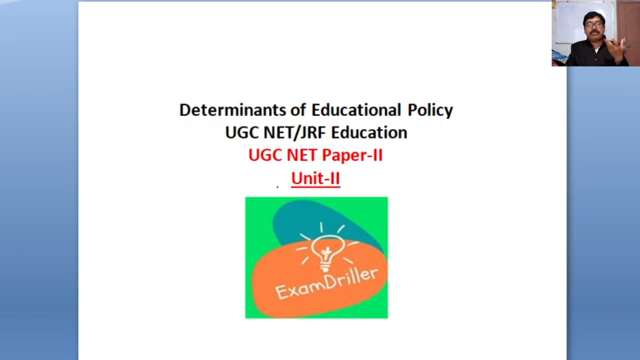 Determinants of Educational Policy
UGC NET/JRF Education
UGC NET Paper-II
Unit-II
ExamDriller